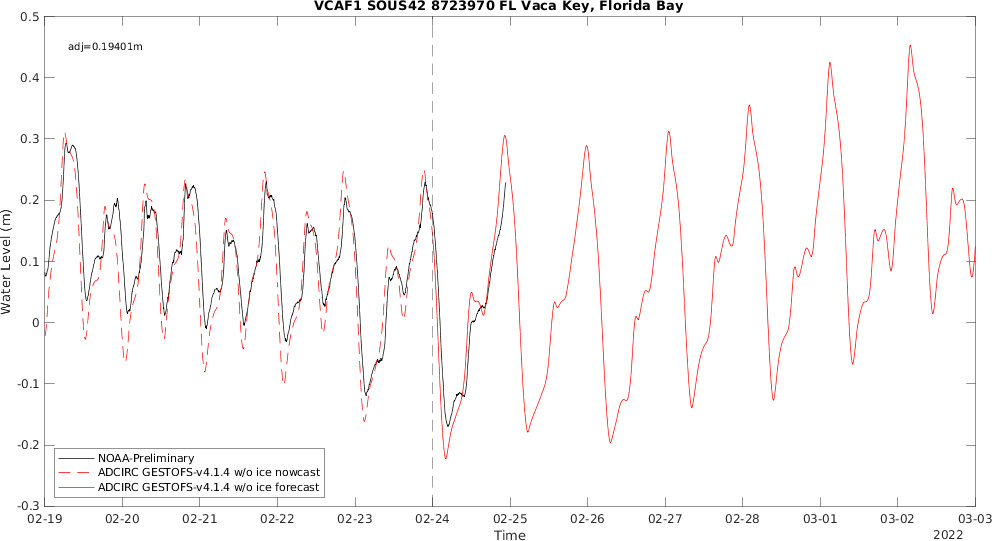 VCAF1 SOUS42 8723970 FL Vaca Key, Florida Bay
0.5
adj=0.19401m
0.4
0.3
0.2
0.1
0
-0.1
-0.2
-0.3
Water Level (m)
NOAA-Preliminary
ADCIRC GESTOFS-v4.1.4 w/o ice nowcast
ADCIRC GESTOFS-v4.1.4 w/o ice forecast
02-19 02-20 02-21 02-22 02-23 02-24 02-25 02-26 02-27 02-28 03-01 03-02 03-03
Time
2022